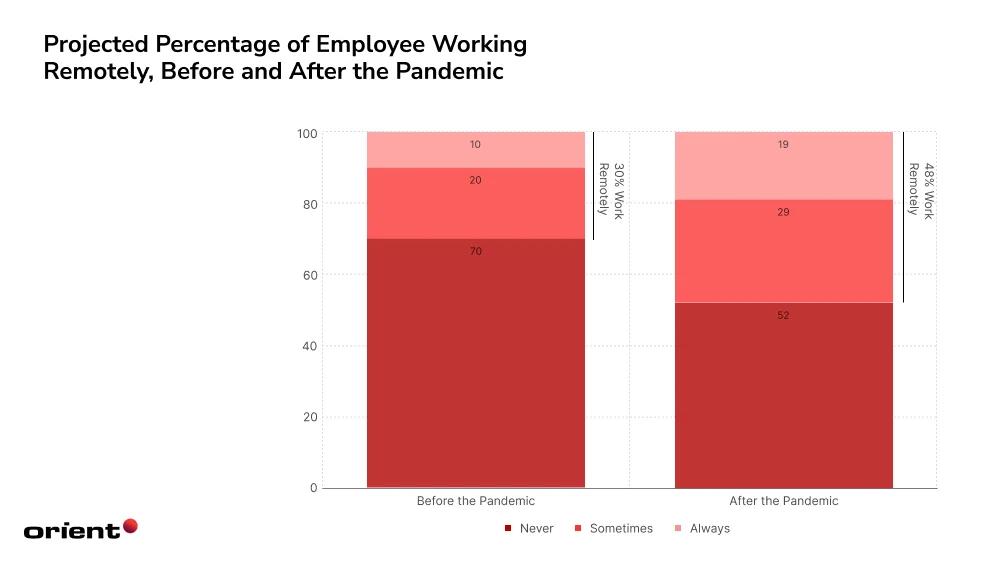 Projected Percentage of Employee Working
Remotely, Before and After the Pandemic
100
80
60
40
20
0
10
20
70
30% Work
Remotely
19
29
52
48% Work
Remotely
Before the Pandemic
After the Pandemic
Never
Sometimes
Always
orient